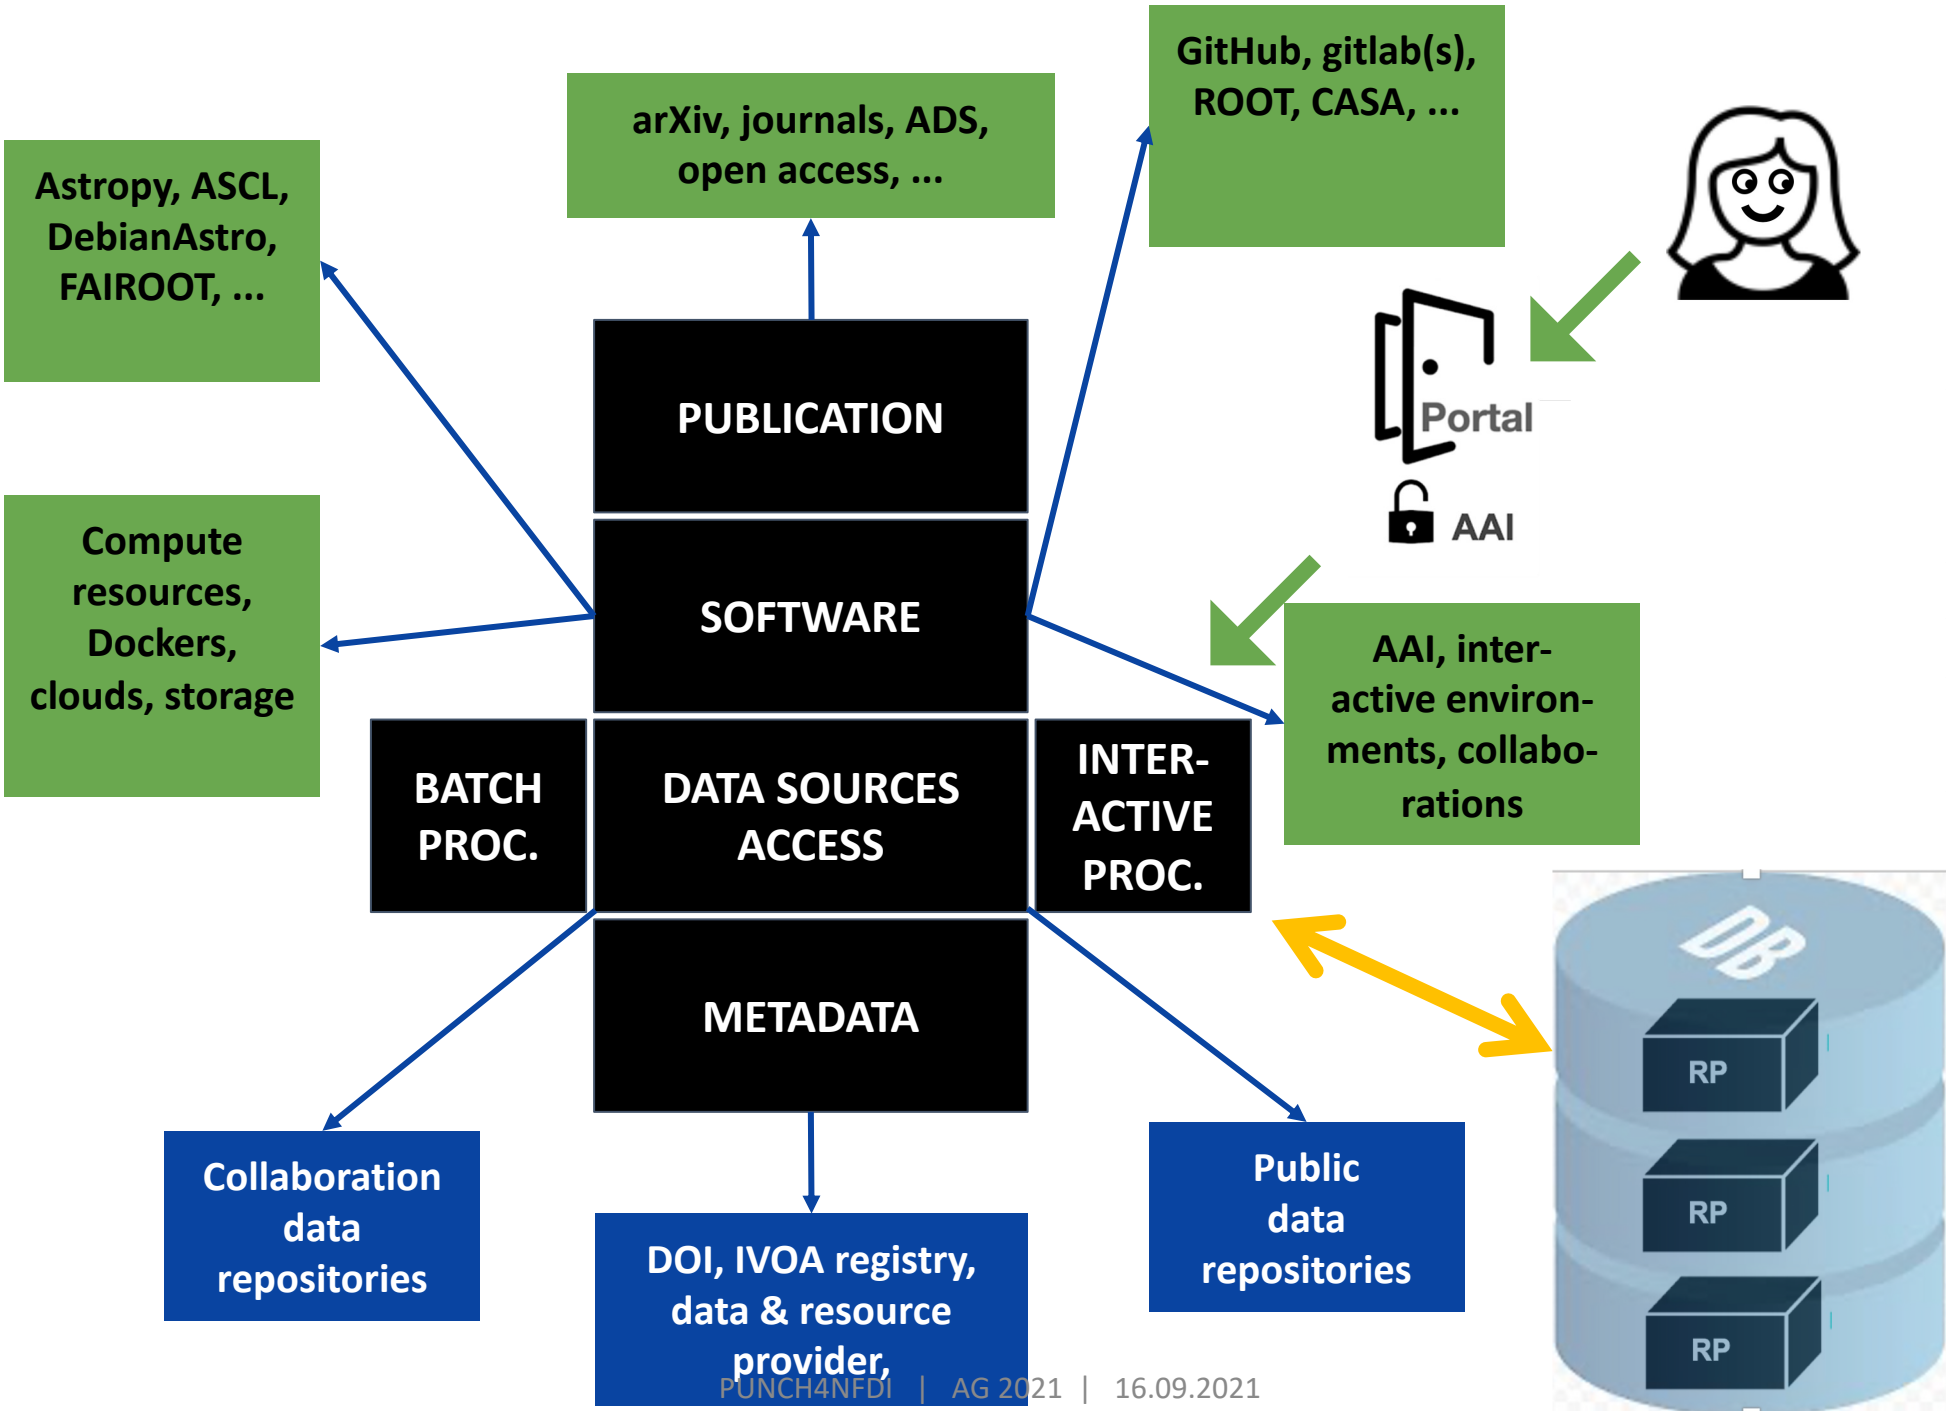 GitHub, gitlab(s),
ROOT, CASA, ...
arXiv, journals, ADS,
open access, ...
Astropy, ASCL,
DebianAstro,
FAIROOT, ...
PUBLICATION
Portal
AAI
Compute
resources,
Dockers,
clouds, storage
SOFTWARE
AAI, inter-
active environ-
ments, collabo-
rations
BATCH
PROC.
DATA SOURCES
ACCESS
INTER-
ACTIVE
PROC.
METADATA
DB
RP
RP
RP
Collaboration
data
repositories
DOI, IVOA registry,
data & resource
provider,
Public
data
repositories
PUNCH4NFDI | AG 2021 | 16.09.2021